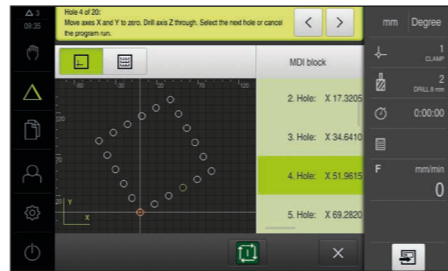 3
09:35
Hole 4 of 20:
Move axes X and Y to zero. Drill axis Z through. Select the next hole or cancel
the program run.
mm Degree
MDI block
1
CLAMP
2
DRILL 8 mm
0:00:00
2. Hole: X 17.3205
3. Hole: X 34.6410
4. Hole: X 51.9615
5. Hole: X 69.2820
F mm/min
0
Y
X